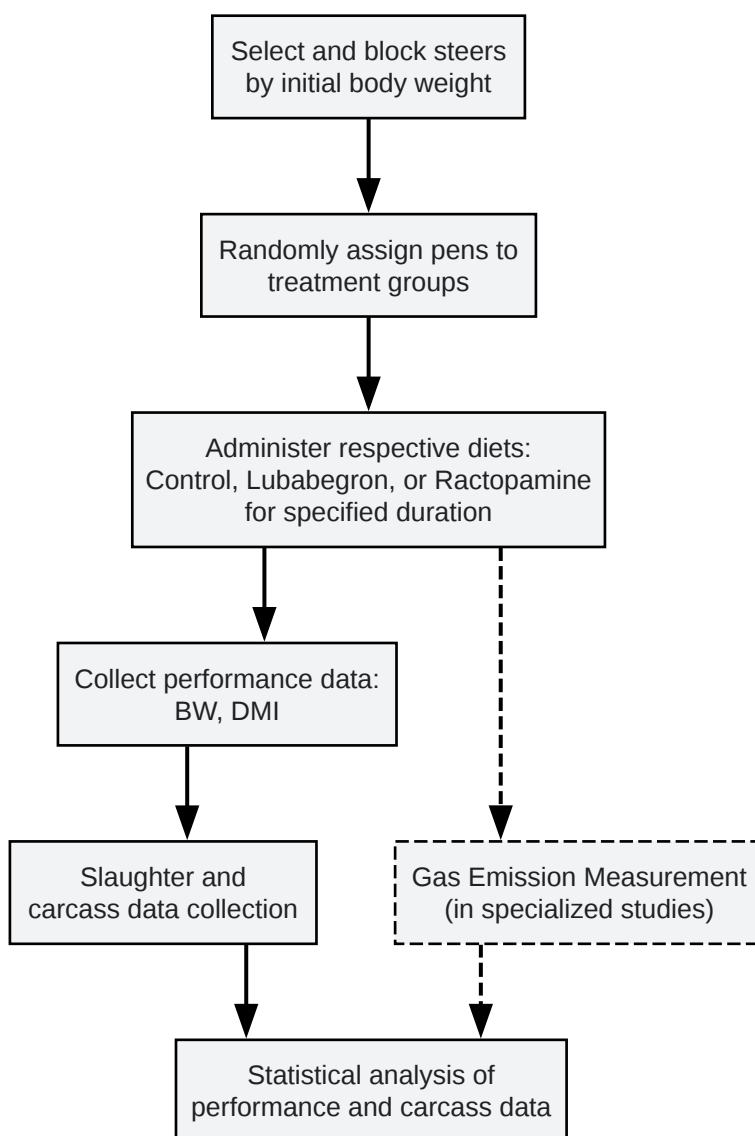 Select and block steers
by initial body weight
Randomly assign pens to
treatment groups
Administer respective diets:
Control, Lubabegron, or Ractopamine
for specified duration
Collect performance data:
BW, DMI
Slaughter and
carcass data collection
Gas Emission Measurement
(in specialized studies)
Statistical analysis of
performance and carcass data